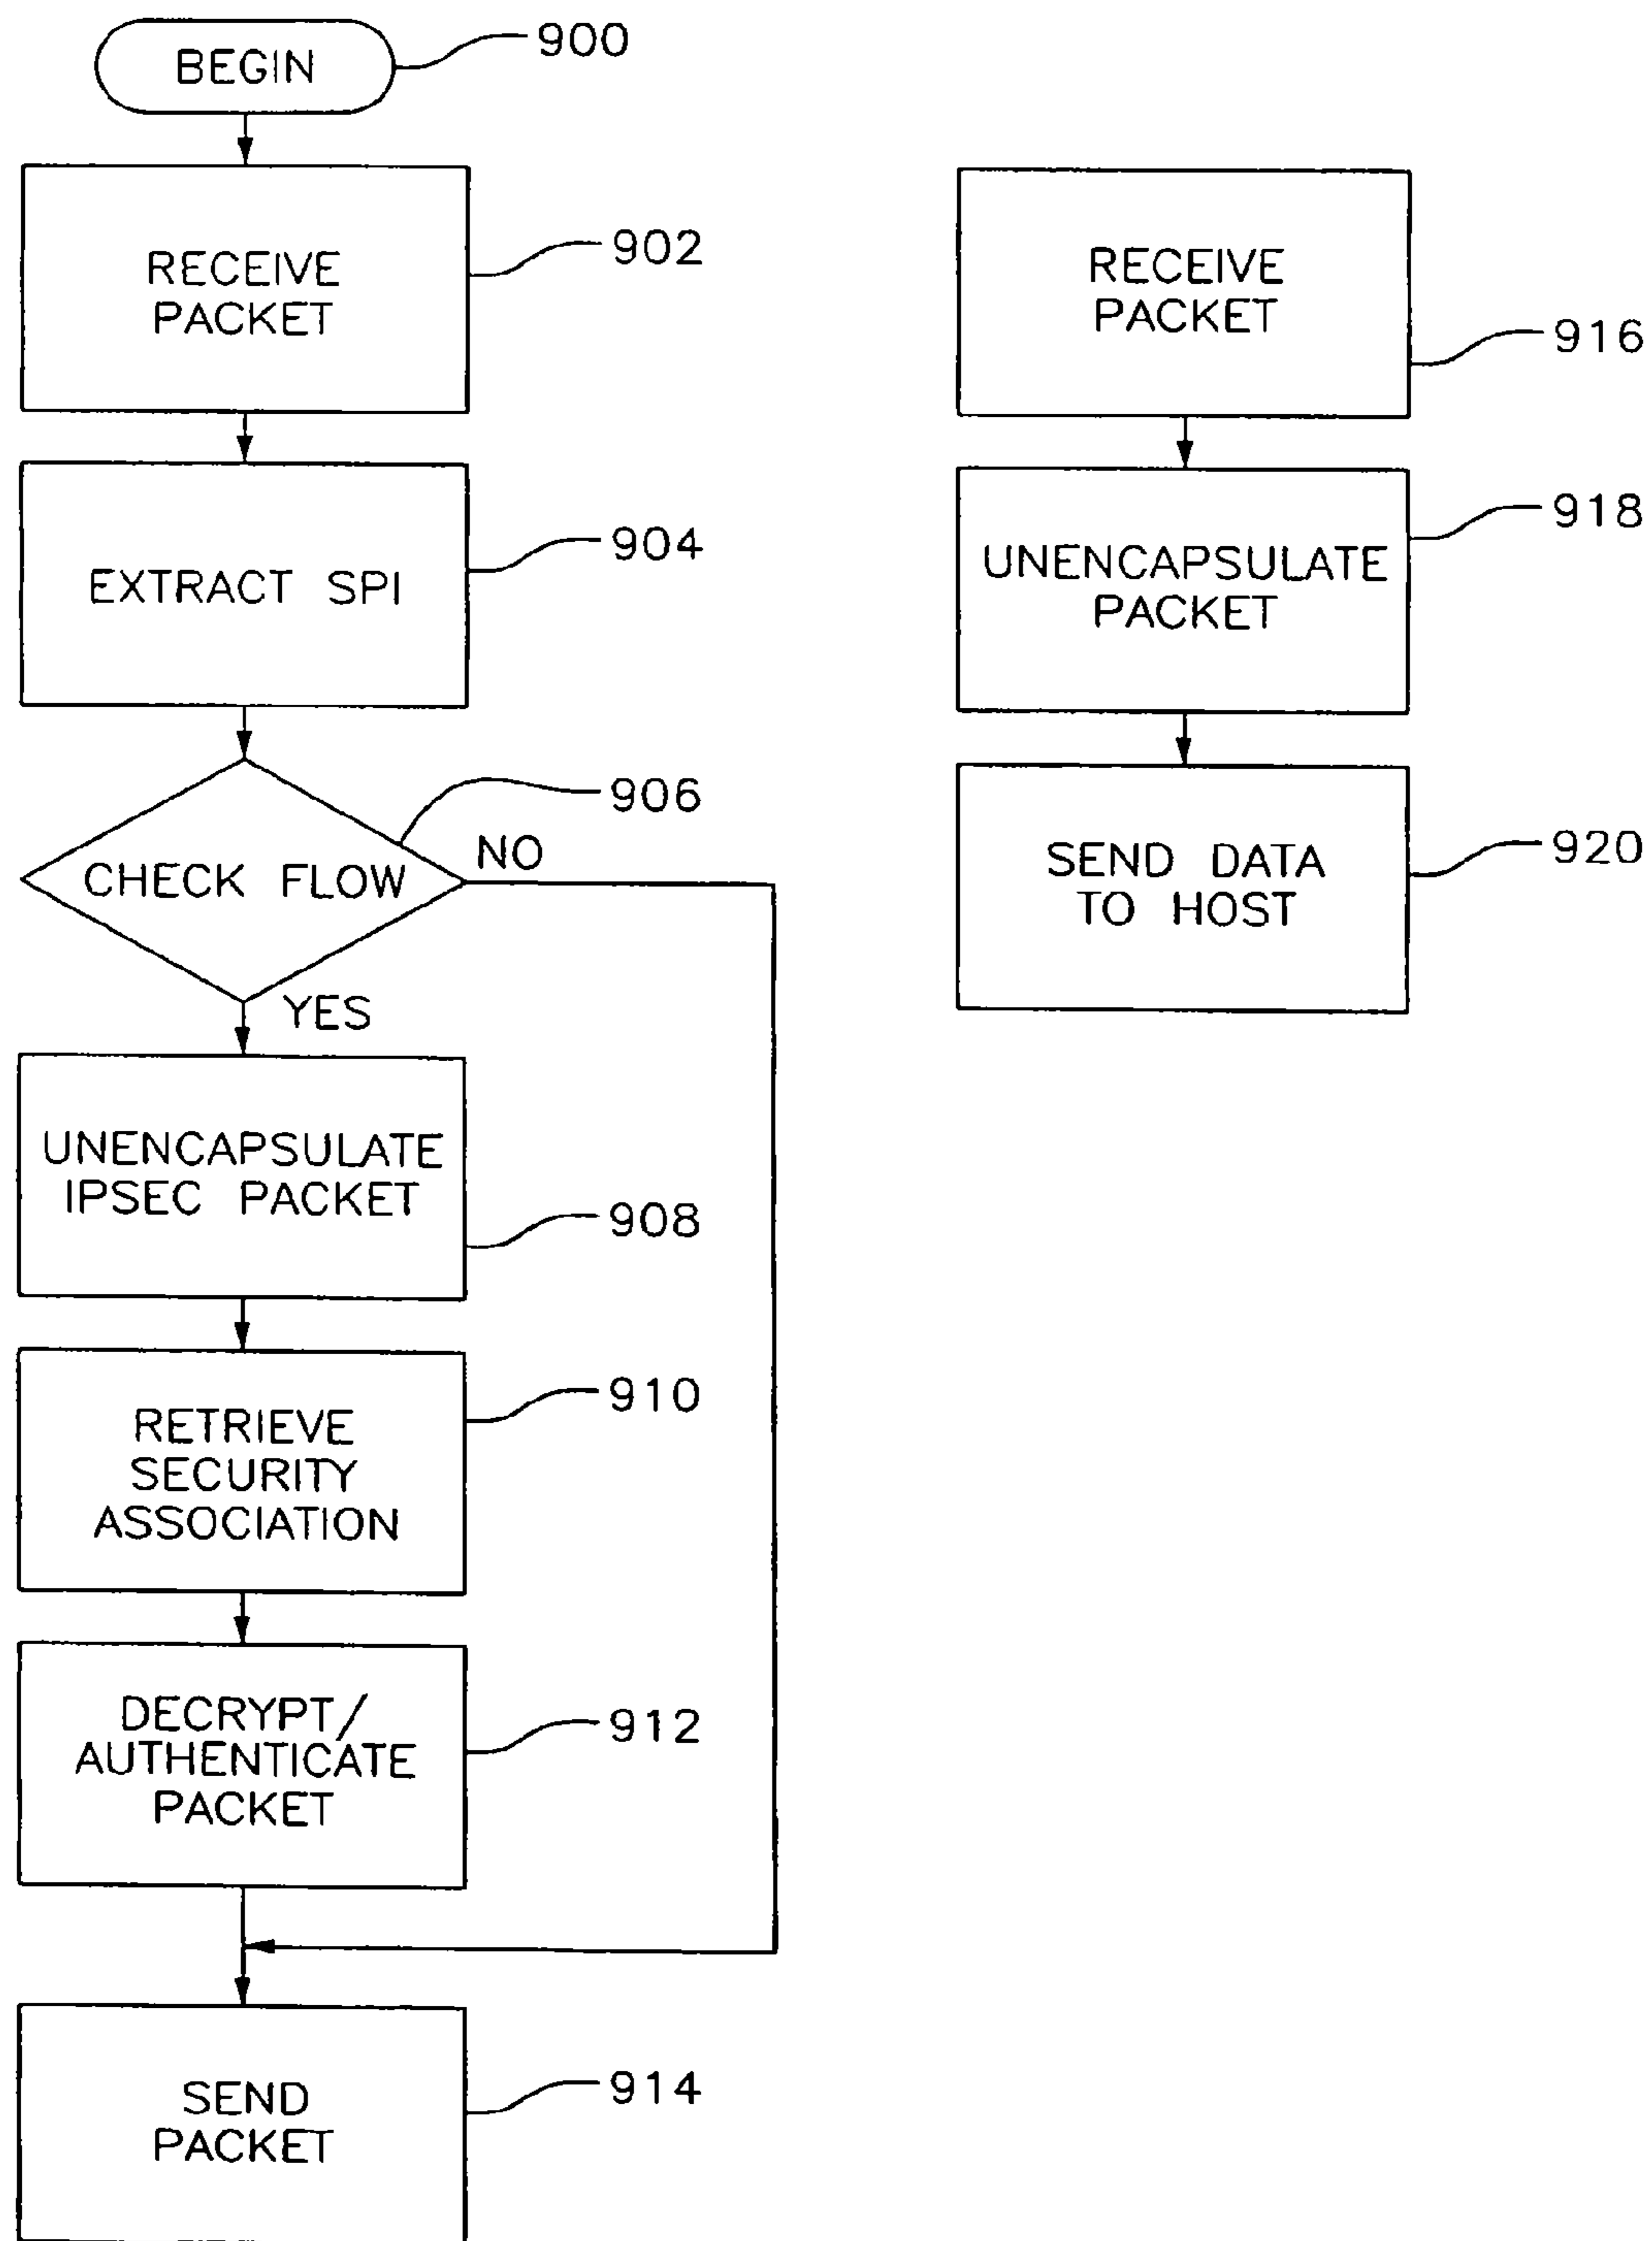 BEGIN
900
RECEIVE
PACKET
902
EXTRACT SPI
904
CHECK FLOW
906
NO
YES
UNENCAPSULATE
IPSEC PACKET
908
RETRIEVE
SECURITY
ASSOCIATION
910
DECRYPT/
AUTHENTICATE
PACKET
912
SEND
PACKET
914
RECEIVE
PACKET
916
UNENCAPSULATE
PACKET
918
SEND DATA
TO HOST
920